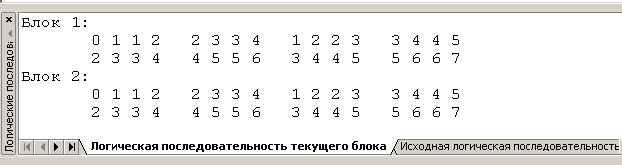 Блок 1:
0 1 1 2 2 3 3 4 1 2 2 3 3 4 4 5
2 3 3 4 4 5 5 6 3 4 4 5 5 6 6 7
Блок 2:
0 1 1 2 2 3 3 4 1 2 2 3 3 4 4 5
2 3 3 4 4 5 5 6 3 4 4 5 5 6 6 7
Логические последов
Логическая последовательность текущего блока
Исходная логическая последовательность